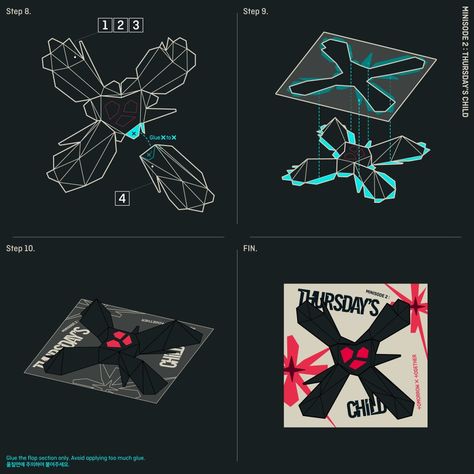 Step 8.
1 2 3
Glue × to ×
4
Step 9.
MINISODE 2 : THURSDAY'S CHILD
Step 10.
THURSDAY'S
CHILD
FIN.
MINISODE 2 :
THURSDAY'S
CHILD
TOMORROW × TOGETHER
Glue the flap section only. Avoid applying too much glue.
풀칠면에 주의하여 붙여주세요.